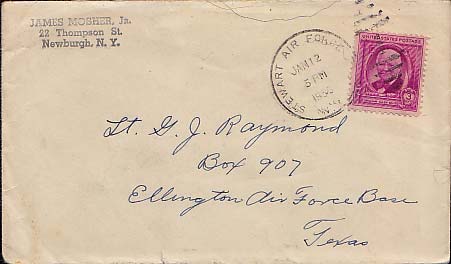 JAMES MOSHER, Jr.
22 Thompson St.
Newburgh, N. Y.
STEWART AIR FORCE
JAN 12
5 PM
N.Y.
UNITED STATES POSTAGE
3
Lt. G. J. Raymond
Box 907
Ellington Air Force Base
Texas